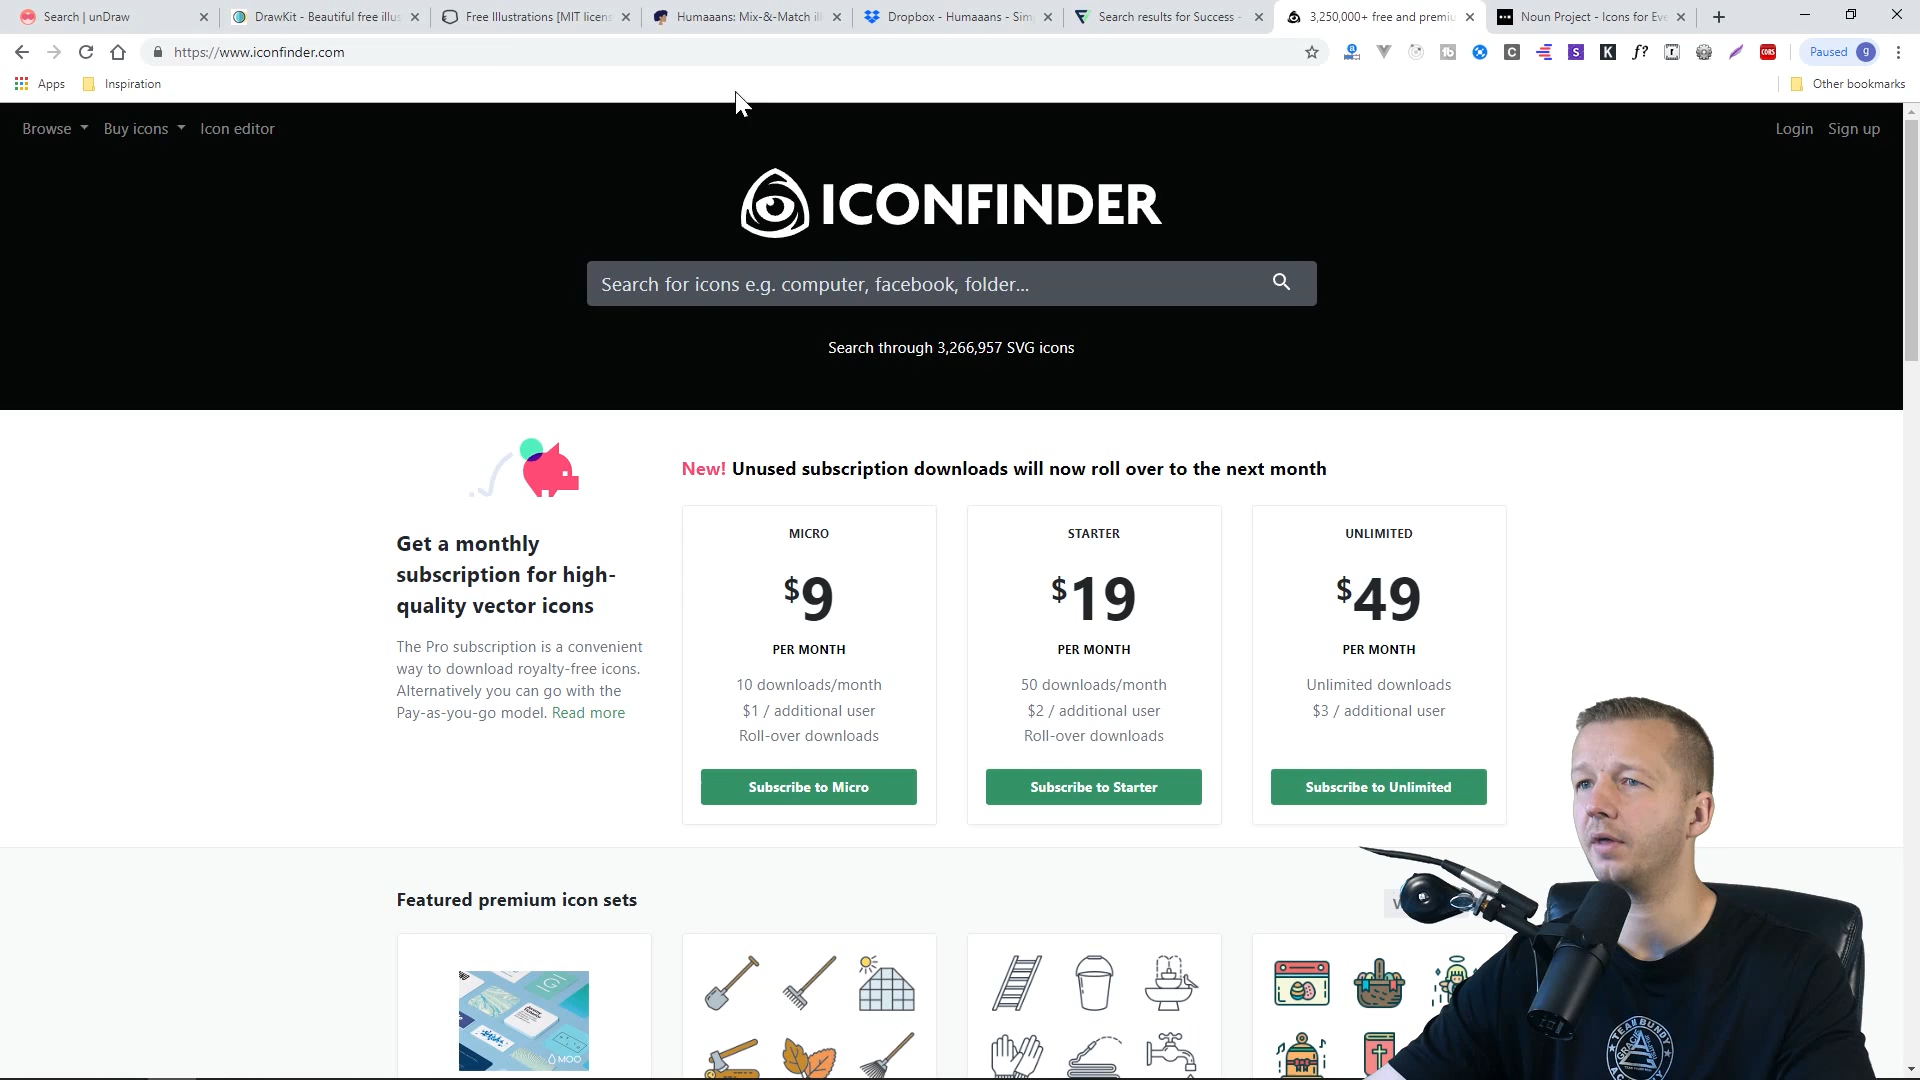 Search | unDraw
DrawKit - Beautiful free illus
Free Illustrations [MIT licens
Humaaans: Mix-&-Match ill
Dropbox - Humaaans - Sim
Search results for Success -
3,250,000+ free and premiu
Noun Project - Icons for Eve
https://www.iconfinder.com
Paused
g
Apps
Inspiration
Other bookmarks
Browse
Buy icons
Icon editor
Login
Sign up
ICONFINDER
Search for icons e.g. computer, facebook, folder...
Search through 3,266,957 SVG icons
New! Unused subscription downloads will now roll over to the next month
Get a monthly
subscription for high-
quality vector icons
The Pro subscription is a convenient
way to download royalty-free icons.
Alternatively you can go with the
Pay-as-you-go model. Read more
MICRO
$9
PER MONTH
10 downloads/month
$1 / additional user
Roll-over downloads
Subscribe to Micro
STARTER
$19
PER MONTH
50 downloads/month
$2 / additional user
Roll-over downloads
Subscribe to Starter
UNLIMITED
$49
PER MONTH
Unlimited downloads
$3 / additional user
Subscribe to Unlimited
Featured premium icon sets
MOO
TEAM BUNDY
GRACIE